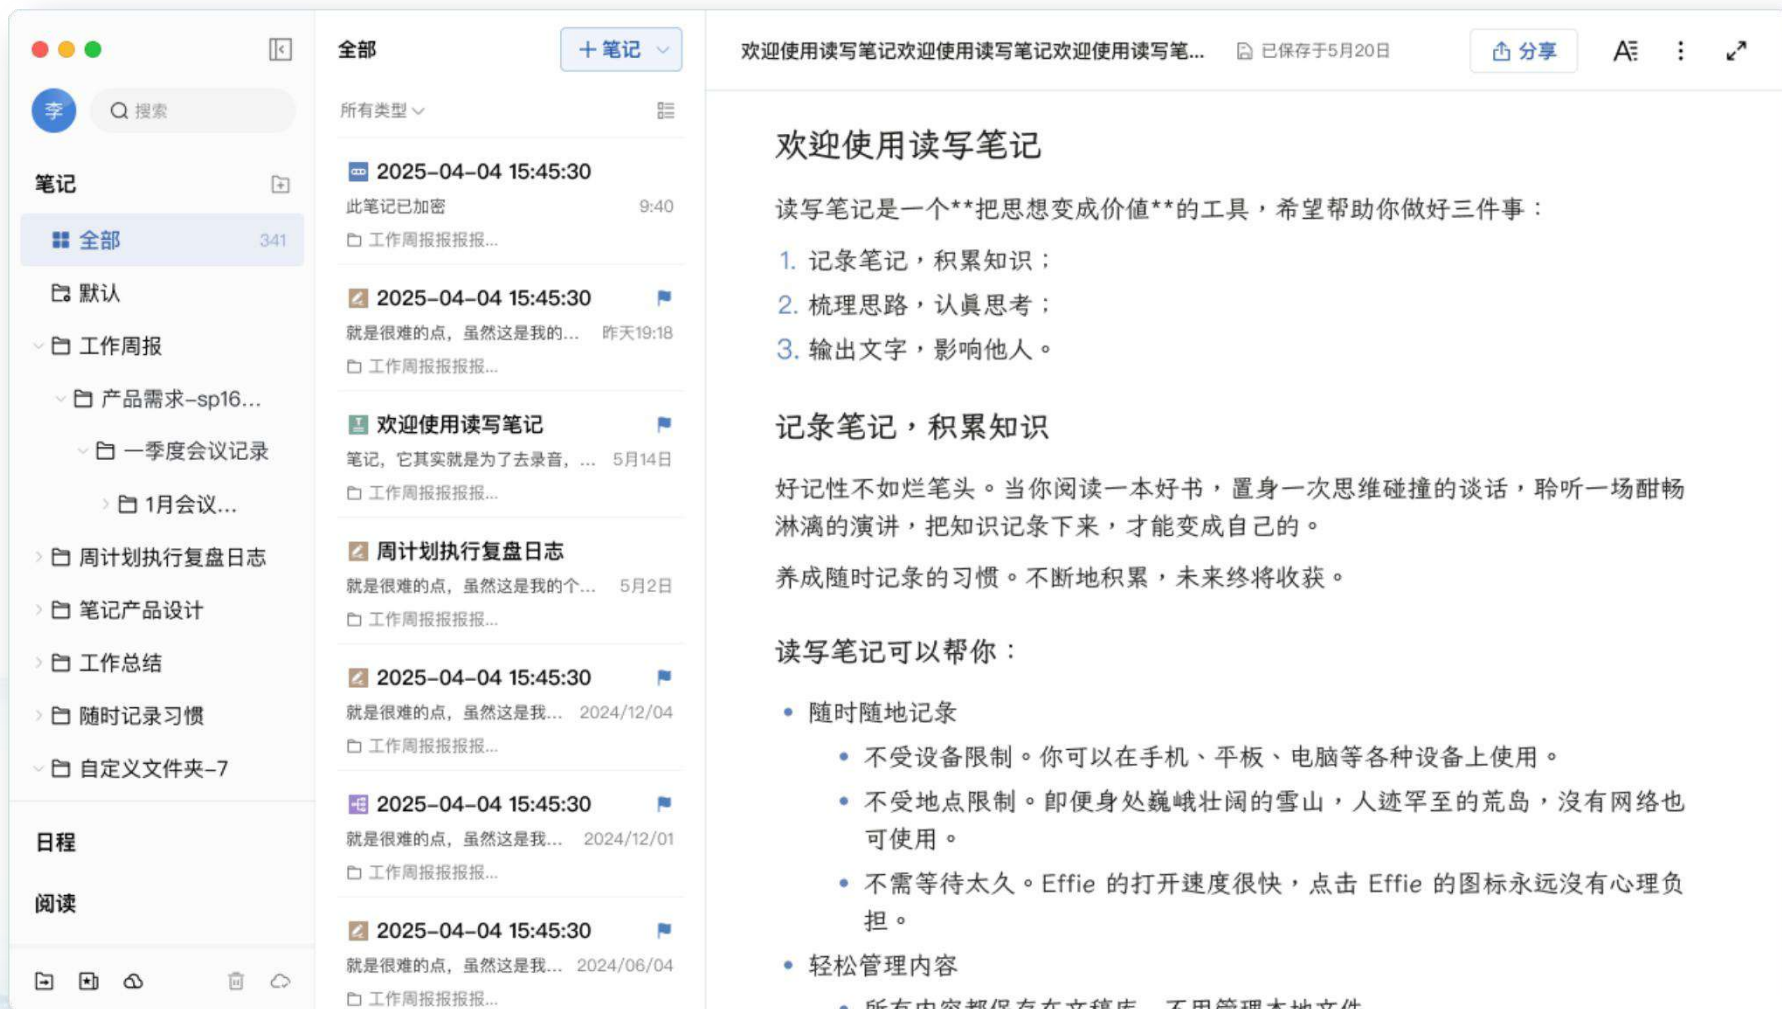 李
搜索
笔记
全部 341
默认
工作周报
产品需求-sp16...
一季度会议记录
1月会议...
周计划执行复盘日志
笔记产品设计
工作总结
随时记录习惯
自定义文件夹-7
日程
阅读
全部
+ 笔记
所有类型
2025-04-04 15:45:30
此笔记已加密 9:40
工作周报报报报...
2025-04-04 15:45:30
就是很难的点，虽然这是我的... 昨天19:18
工作周报报报报...
欢迎使用读写笔记
笔记，它其实就是为了去录音，... 5月14日
工作周报报报报...
周计划执行复盘日志
就是很难的点，虽然这是我的个... 5月2日
工作周报报报报...
2025-04-04 15:45:30
就是很难的点，虽然这是我... 2024/12/04
工作周报报报报...
2025-04-04 15:45:30
就是很难的点，虽然这是我... 2024/12/01
工作周报报报报...
2025-04-04 15:45:30
就是很难的点，虽然这是我... 2024/06/04
工作周报报报报...
欢迎使用读写笔记欢迎使用读写笔记欢迎使用读写笔... 已保存于5月20日 分享
欢迎使用读写笔记
读写笔记是一个**把思想变成价值**的工具，希望帮助你做好三件事：
1. 记录笔记，积累知识；
2. 梳理思路，认真思考；
3. 输出文字，影响他人。
记录笔记，积累知识
好记性不如烂笔头。当你阅读一本好书，置身一次思维碰撞的谈话，聆听一场酣畅
淋漓的演讲，把知识记录下来，才能变成自己的。
养成随时记录的习惯。不断地积累，未来终将收获。
读写笔记可以帮你：
• 随时随地记录
• 不受设备限制。你可以在手机、平板、电脑等各种设备上使用。
• 不受地点限制。即便身处巍峨壮阔的雪山，人迹罕至的荒岛，没有网络也
可使用。
• 不需等待太久。Effie 的打开速度很快，点击 Effie 的图标永远没有心理负
担。
• 轻松管理内容
• 所有内容都保存在文稿库，不用管理本地文件